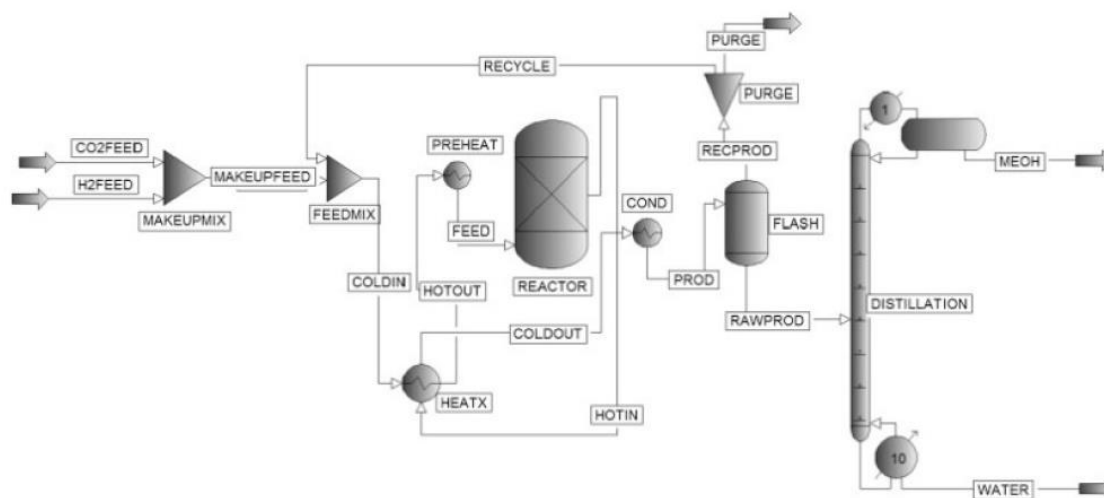 PURGE
RECYCLE
PURGE
CO2FEED
PREHEAT
RECPROD
1
MEOH
H2FEED
MAKEUPFEED
COND
MAKEUPMIX
FEEDMIX
FEED
FLASH
COLDIN
HOTOUT
REACTOR
PROD
DISTILLATION
COLDOUT
RAWPROD
HEATX
HOTIN
10
WATER